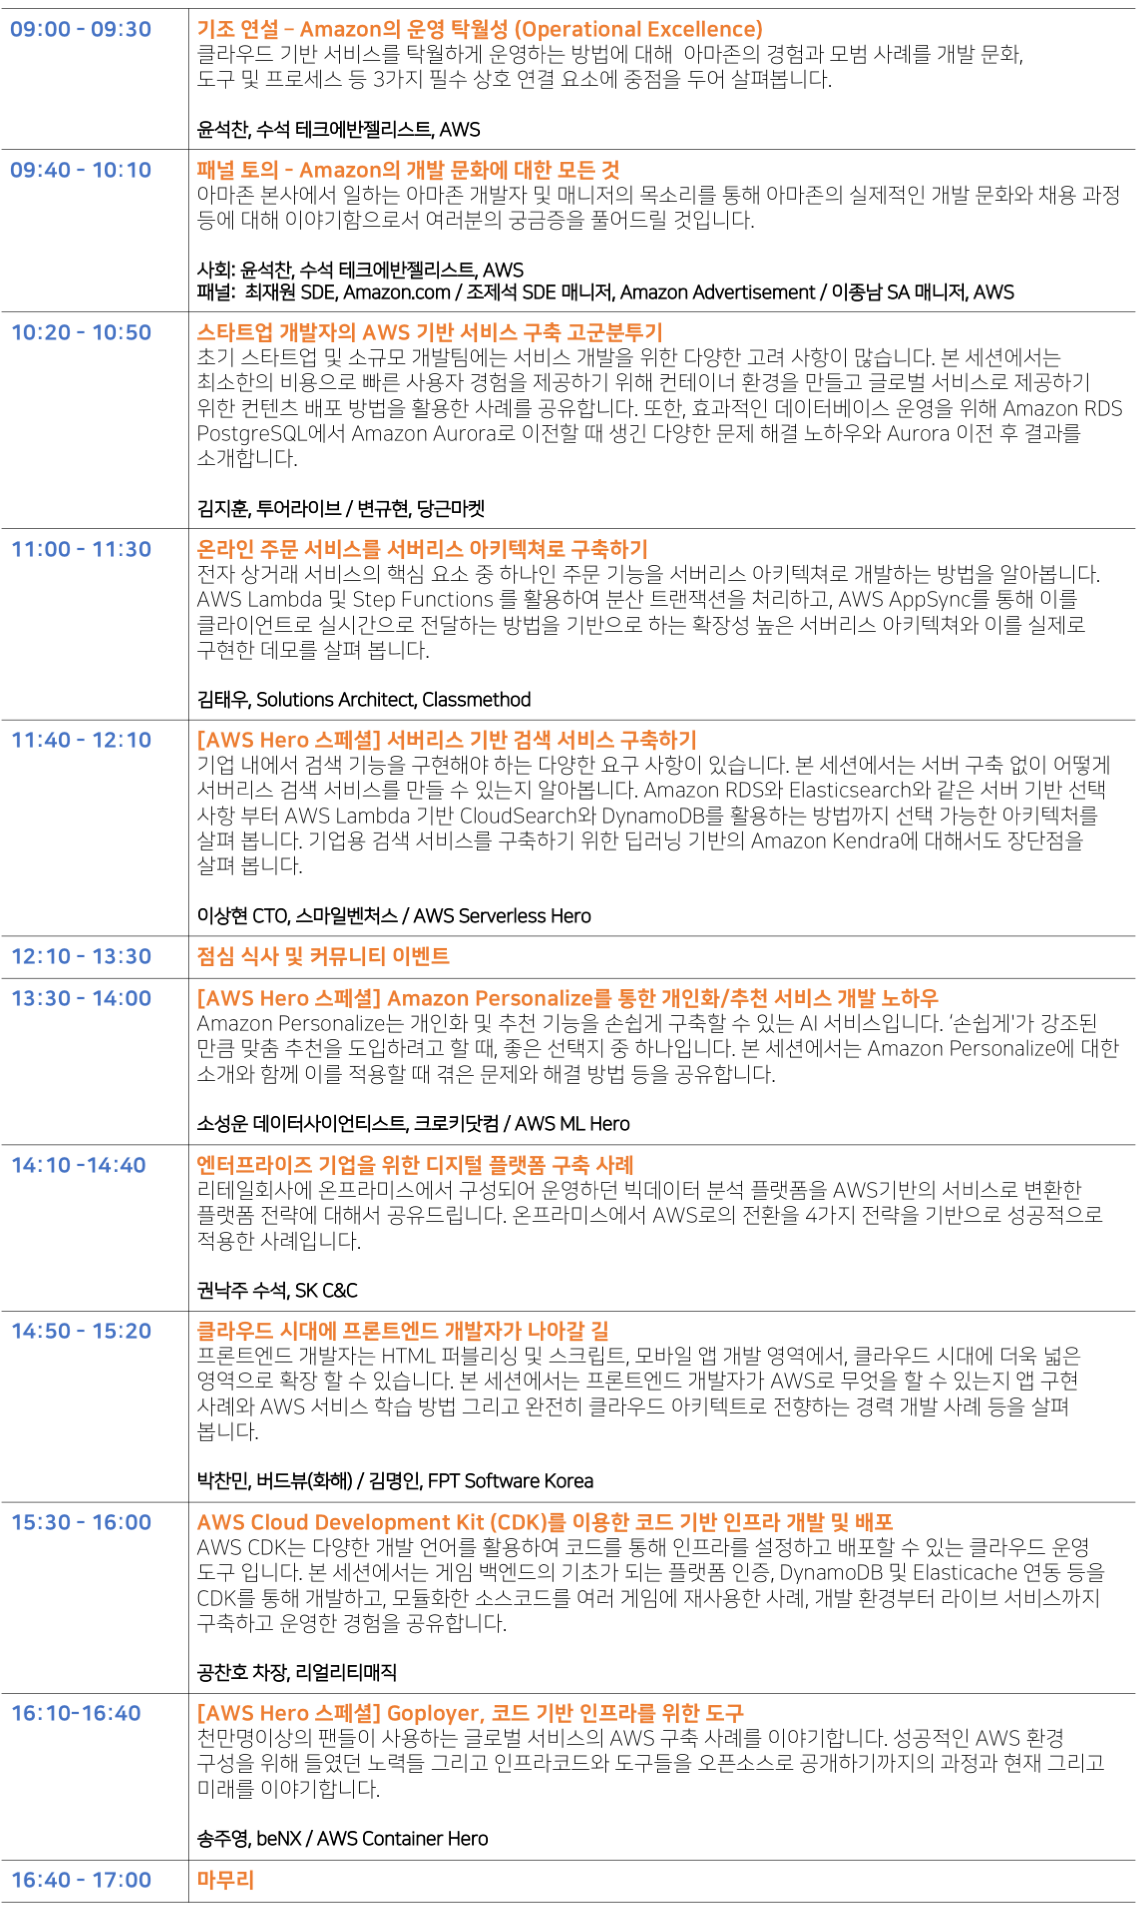 09:00 - 09:30
기조 연설 – Amazon의 운영 탁월성 (Operational Excellence)
클라우드 기반 서비스를 탁월하게 운영하는 방법에 대해  아마존의 경험과 모범 사례를 개발 문화,
도구 및 프로세스 등 3가지 필수 상호 연결 요소에 중점을 두어 살펴봅니다.
윤석찬, 수석 테크에반젤리스트, AWS
09:40 - 10:10
패널 토의 - Amazon의 개발 문화에 대한 모든 것
아마존 본사에서 일하는 아마존 개발자 및 매니저의 목소리를 통해 아마존의 실제적인 개발 문화와 채용 과정
등에 대해 이야기함으로서 여러분의 궁금증을 풀어드릴 것입니다.
사회: 윤석찬, 수석 테크에반젤리스트, AWS
패널:  최재원 SDE, Amazon.com / 조제석 SDE 매니저, Amazon Advertisement / 이종남 SA 매니저, AWS
10:20 - 10:50
스타트업 개발자의 AWS 기반 서비스 구축 고군분투기
초기 스타트업 및 소규모 개발팀에는 서비스 개발을 위한 다양한 고려 사항이 많습니다. 본 세션에서는
최소한의 비용으로 빠른 사용자 경험을 제공하기 위해 컨테이너 환경을 만들고 글로벌 서비스로 제공하기
위한 컨텐츠 배포 방법을 활용한 사례를 공유합니다. 또한, 효과적인 데이터베이스 운영을 위해 Amazon RDS
PostgreSQL에서 Amazon Aurora로 이전할 때 생긴 다양한 문제 해결 노하우와 Aurora 이전 후 결과를
소개합니다.
김지훈, 투어라이브 / 변규현, 당근마켓
11:00 - 11:30
온라인 주문 서비스를 서버리스 아키텍쳐로 구축하기
전자 상거래 서비스의 핵심 요소 중 하나인 주문 기능을 서버리스 아키텍쳐로 개발하는 방법을 알아봅니다.
AWS Lambda 및 Step Functions 를 활용하여 분산 트랜잭션을 처리하고, AWS AppSync를 통해 이를
클라이언트로 실시간으로 전달하는 방법을 기반으로 하는 확장성 높은 서버리스 아키텍쳐와 이를 실제로
구현한 데모를 살펴 봅니다.
김태우, Solutions Architect, Classmethod
11:40 - 12:10
[AWS Hero 스페셜] 서버리스 기반 검색 서비스 구축하기
기업 내에서 검색 기능을 구현해야 하는 다양한 요구 사항이 있습니다. 본 세션에서는 서버 구축 없이 어떻게
서버리스 검색 서비스를 만들 수 있는지 알아봅니다. Amazon RDS와 Elasticsearch와 같은 서버 기반 선택
사항 부터 AWS Lambda 기반 CloudSearch와 DynamoDB를 활용하는 방법까지 선택 가능한 아키텍처를
살펴 봅니다. 기업용 검색 서비스를 구축하기 위한 딥러닝 기반의 Amazon Kendra에 대해서도 장단점을
살펴 봅니다.
이상현 CTO, 스마일벤처스 / AWS Serverless Hero
12:10 - 13:30
점심 식사 및 커뮤니티 이벤트
13:30 - 14:00
[AWS Hero 스페셜] Amazon Personalize를 통한 개인화/추천 서비스 개발 노하우
Amazon Personalize는 개인화 및 추천 기능을 손쉽게 구축할 수 있는 AI 서비스입니다. ‘손쉽게'가 강조된
만큼 맞춤 추천을 도입하려고 할 때, 좋은 선택지 중 하나입니다. 본 세션에서는 Amazon Personalize에 대한
소개와 함께 이를 적용할 때 겪은 문제와 해결 방법 등을 공유합니다.
소성운 데이터사이언티스트, 크로키닷컴 / AWS ML Hero
14:10 -14:40
엔터프라이즈 기업을 위한 디지털 플랫폼 구축 사례
리테일회사에 온프라미스에서 구성되어 운영하던 빅데이터 분석 플랫폼을 AWS기반의 서비스로 변환한
플랫폼 전략에 대해서 공유드립니다. 온프라미스에서 AWS로의 전환을 4가지 전략을 기반으로 성공적으로
적용한 사례입니다.
권낙주 수석, SK C&C
14:50 - 15:20
클라우드 시대에 프론트엔드 개발자가 나아갈 길
프론트엔드 개발자는 HTML 퍼블리싱 및 스크립트, 모바일 앱 개발 영역에서, 클라우드 시대에 더욱 넓은
영역으로 확장 할 수 있습니다. 본 세션에서는 프론트엔드 개발자가 AWS로 무엇을 할 수 있는지 앱 구현
사례와 AWS 서비스 학습 방법 그리고 완전히 클라우드 아키텍트로 전향하는 경력 개발 사례 등을 살펴
봅니다.
박찬민, 버드뷰(화해) / 김명인, FPT Software Korea
15:30 - 16:00
AWS Cloud Development Kit (CDK)를 이용한 코드 기반 인프라 개발 및 배포
AWS CDK는 다양한 개발 언어를 활용하여 코드를 통해 인프라를 설정하고 배포할 수 있는 클라우드 운영
도구 입니다. 본 세션에서는 게임 백엔드의 기초가 되는 플랫폼 인증, DynamoDB 및 Elasticache 연동 등을
CDK를 통해 개발하고, 모듈화한 소스코드를 여러 게임에 재사용한 사례, 개발 환경부터 라이브 서비스까지
구축하고 운영한 경험을 공유합니다.
공찬호 차장, 리얼리티매직
16:10-16:40
[AWS Hero 스페셜] Goployer, 코드 기반 인프라를 위한 도구
천만명이상의 팬들이 사용하는 글로벌 서비스의 AWS 구축 사례를 이야기합니다. 성공적인 AWS 환경
구성을 위해 들였던 노력들 그리고 인프라코드와 도구들을 오픈소스로 공개하기까지의 과정과 현재 그리고
미래를 이야기합니다.
송주영, beNX / AWS Container Hero
16:40 - 17:00
마무리